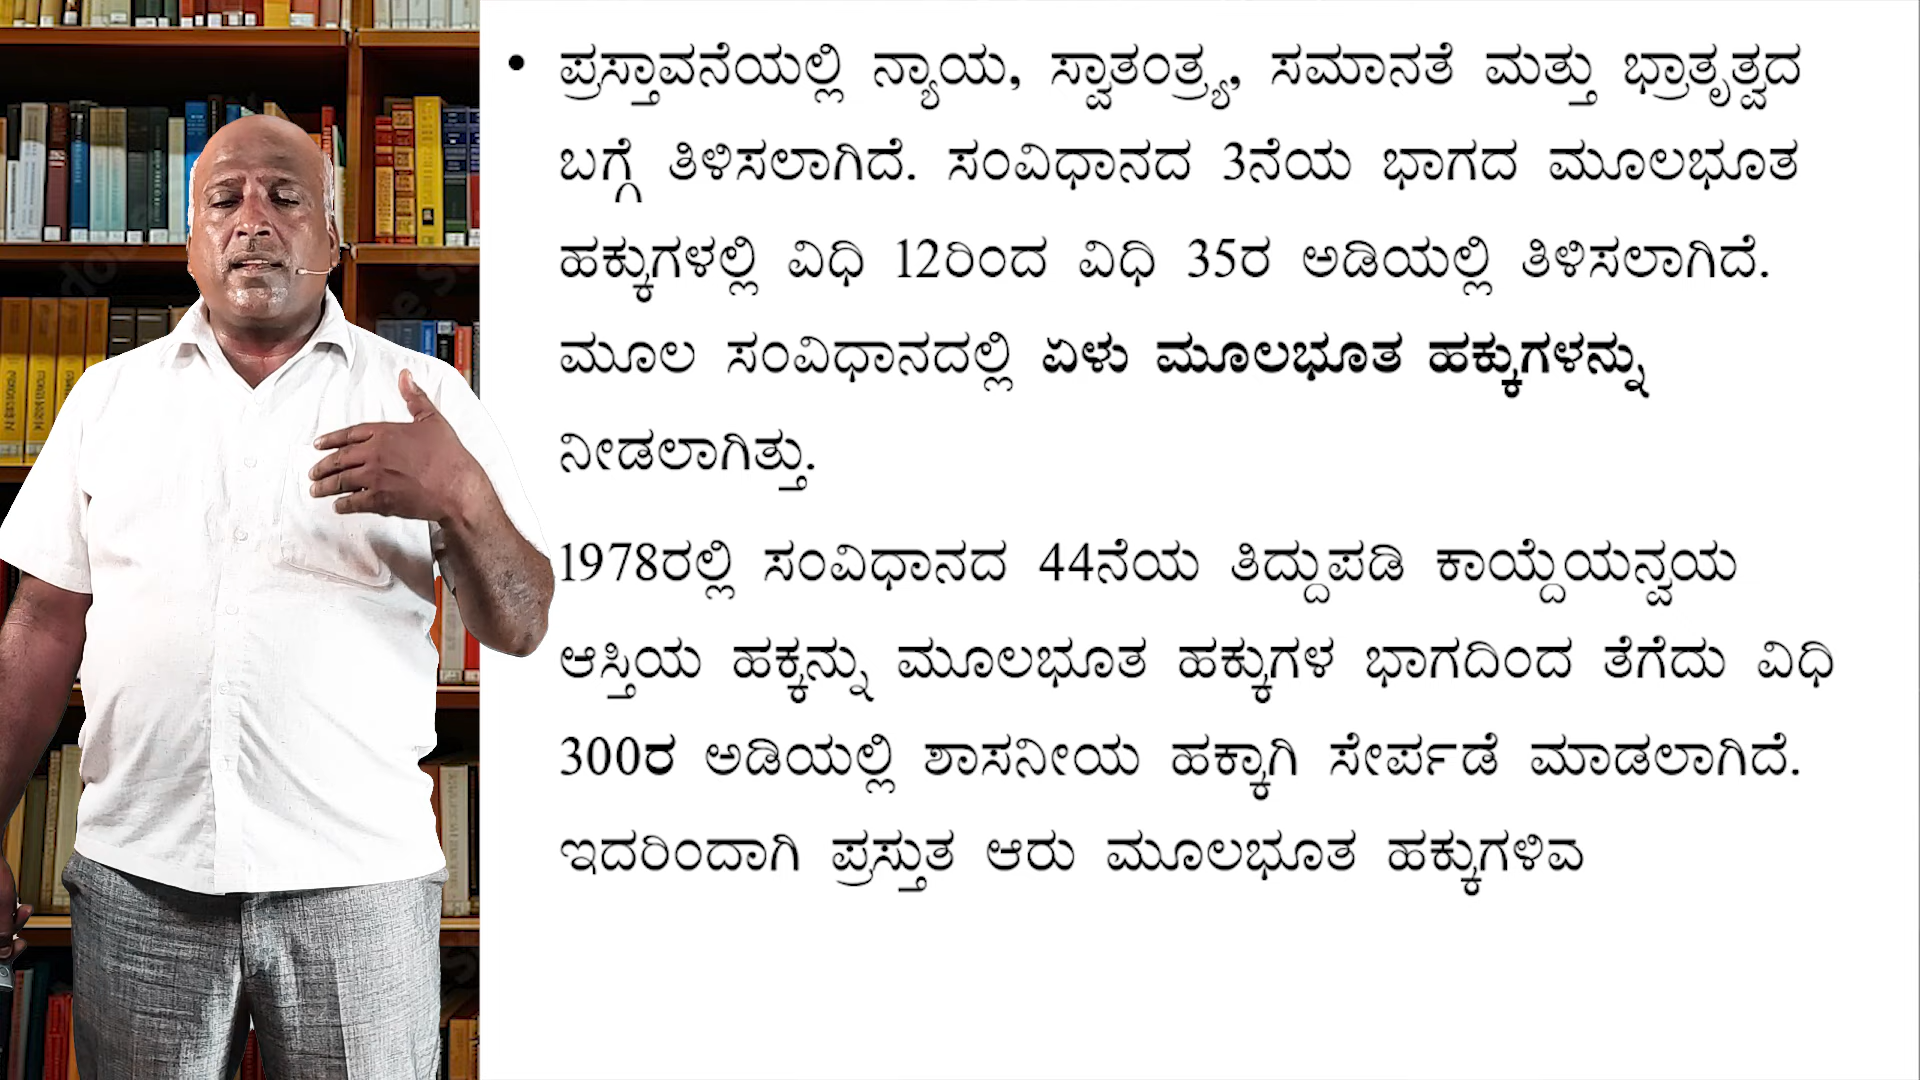 • ಪ್ರಸ್ತಾವನೆಯಲ್ಲಿ ನ್ಯಾಯ, ಸ್ವಾತಂತ್ರ್ಯ, ಸಮಾನತೆ ಮತ್ತು ಭ್ರಾತೃತ್ವದ
ಬಗ್ಗೆ ತಿಳಿಸಲಾಗಿದೆ. ಸಂವಿಧಾನದ 3ನೆಯ ಭಾಗದ ಮೂಲಭೂತ
ಹಕ್ಕುಗಳಲ್ಲಿ ವಿಧಿ 12ರಿಂದ ವಿಧಿ 35ರ ಅಡಿಯಲ್ಲಿ ತಿಳಿಸಲಾಗಿದೆ.
ಮೂಲ ಸಂವಿಧಾನದಲ್ಲಿ ಏಳು ಮೂಲಭೂತ ಹಕ್ಕುಗಳನ್ನು
ನೀಡಲಾಗಿತ್ತು.
1978ರಲ್ಲಿ ಸಂವಿಧಾನದ 44ನೆಯ ತಿದ್ದುಪಡಿ ಕಾಯ್ದೆಯನ್ವಯ
ಆಸ್ತಿಯ ಹಕ್ಕನ್ನು ಮೂಲಭೂತ ಹಕ್ಕುಗಳ ಭಾಗದಿಂದ ತೆಗೆದು ವಿಧಿ
300ರ ಅಡಿಯಲ್ಲಿ ಶಾಸನೀಯ ಹಕ್ಕಾಗಿ ಸೇರ್ಪಡೆ ಮಾಡಲಾಗಿದೆ.
ಇದರಿಂದಾಗಿ ಪ್ರಸ್ತುತ ಆರು ಮೂಲಭೂತ ಹಕ್ಕುಗಳಿವ